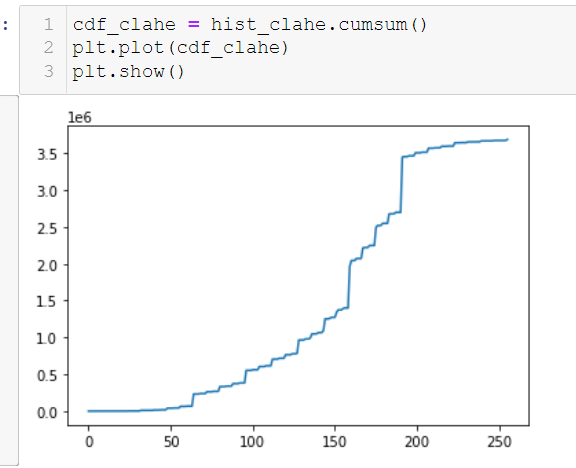 : 1 cdf_clahe = hist_clahe.cumsum()
2 plt.plot(cdf_clahe)
3 plt.show()
1e6
3.5
3.0
2.5
2.0
1.5
1.0
0.5
0.0
0 50 100 150 200 250